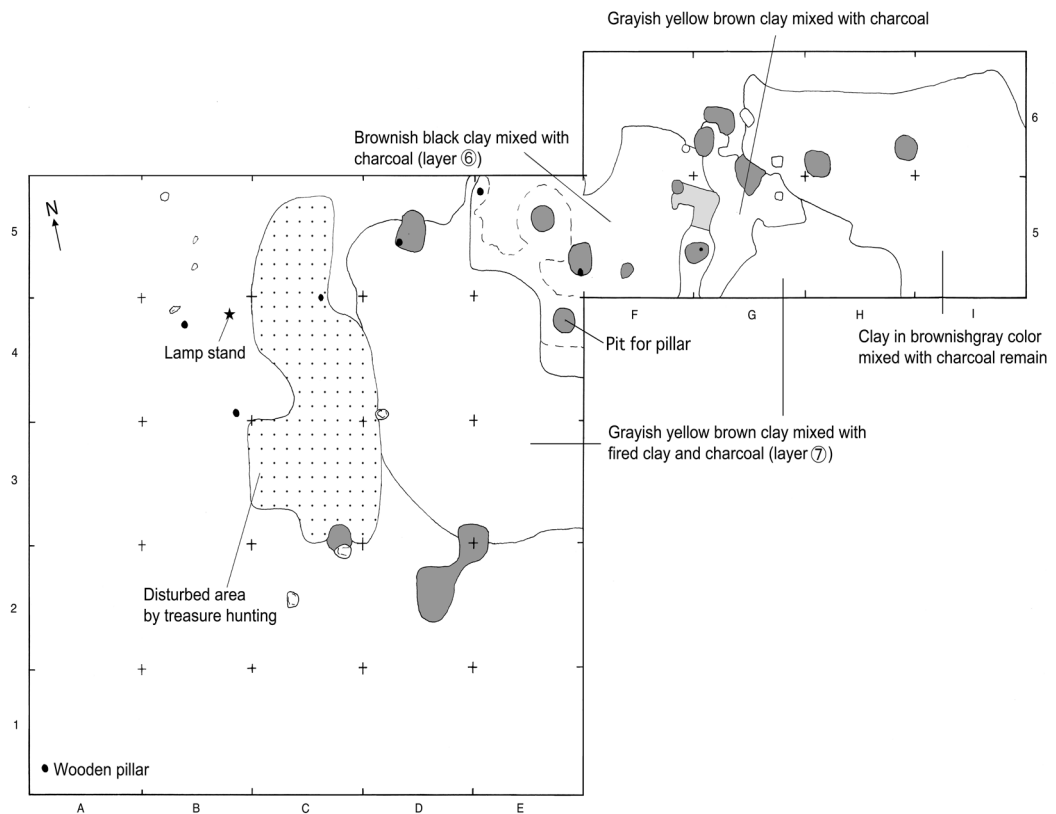 Grayish yellow brown clay mixed with charcoal
Brownish black clay mixed with
charcoal (layer ⑥)
6
N
5
5
F
G
H
I
Lamp stand
4
Pit for pillar
Clay in brownishgray color
mixed with charcoal remain
Grayish yellow brown clay mixed with
fired clay and charcoal (layer ⑦)
3
Disturbed area
by treasure hunting
2
1
Wooden pillar
A
B
C
D
E